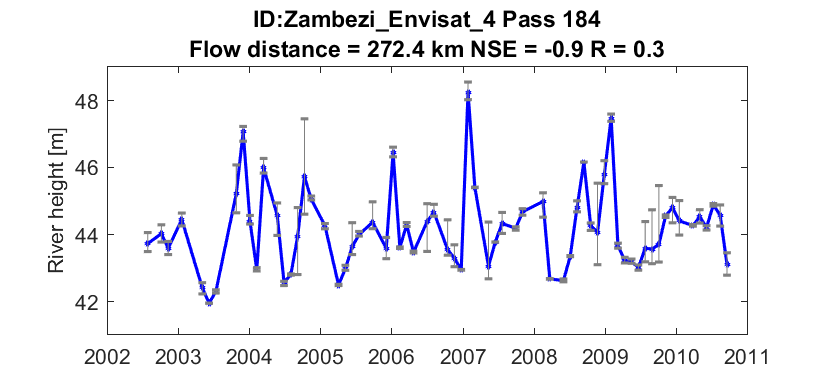 ID:Zambezi_Envisat_4 Pass 184
Flow distance = 272.4 km NSE = -0.9 R = 0.3
River height [m]
48
46
44
42
2002 2003 2004 2005 2006 2007 2008 2009 2010 2011